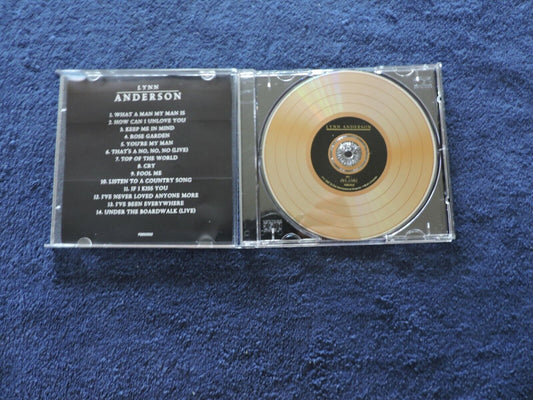 LYNN
ANDERSON
1. WHAT A MAN MY MAN IS
2. HOW CAN I UNLOVE YOU
3. KEEP ME IN MIND
4. ROSE GARDEN
5. YOU'RE MY MAN
6. THAT'S A NO, NO, NO (LIVE)
7. TOP OF THE WORLD
8. CRY
9. FOOL ME
10. LISTEN TO A COUNTRY SONG
11. IF I KISS YOU
12. I'VE NEVER LOVED ANYONE MORE
13. I'VE BEEN EVERYWHERE
14. UNDER THE BOARDWALK (LIVE)
LYNN ANDERSON